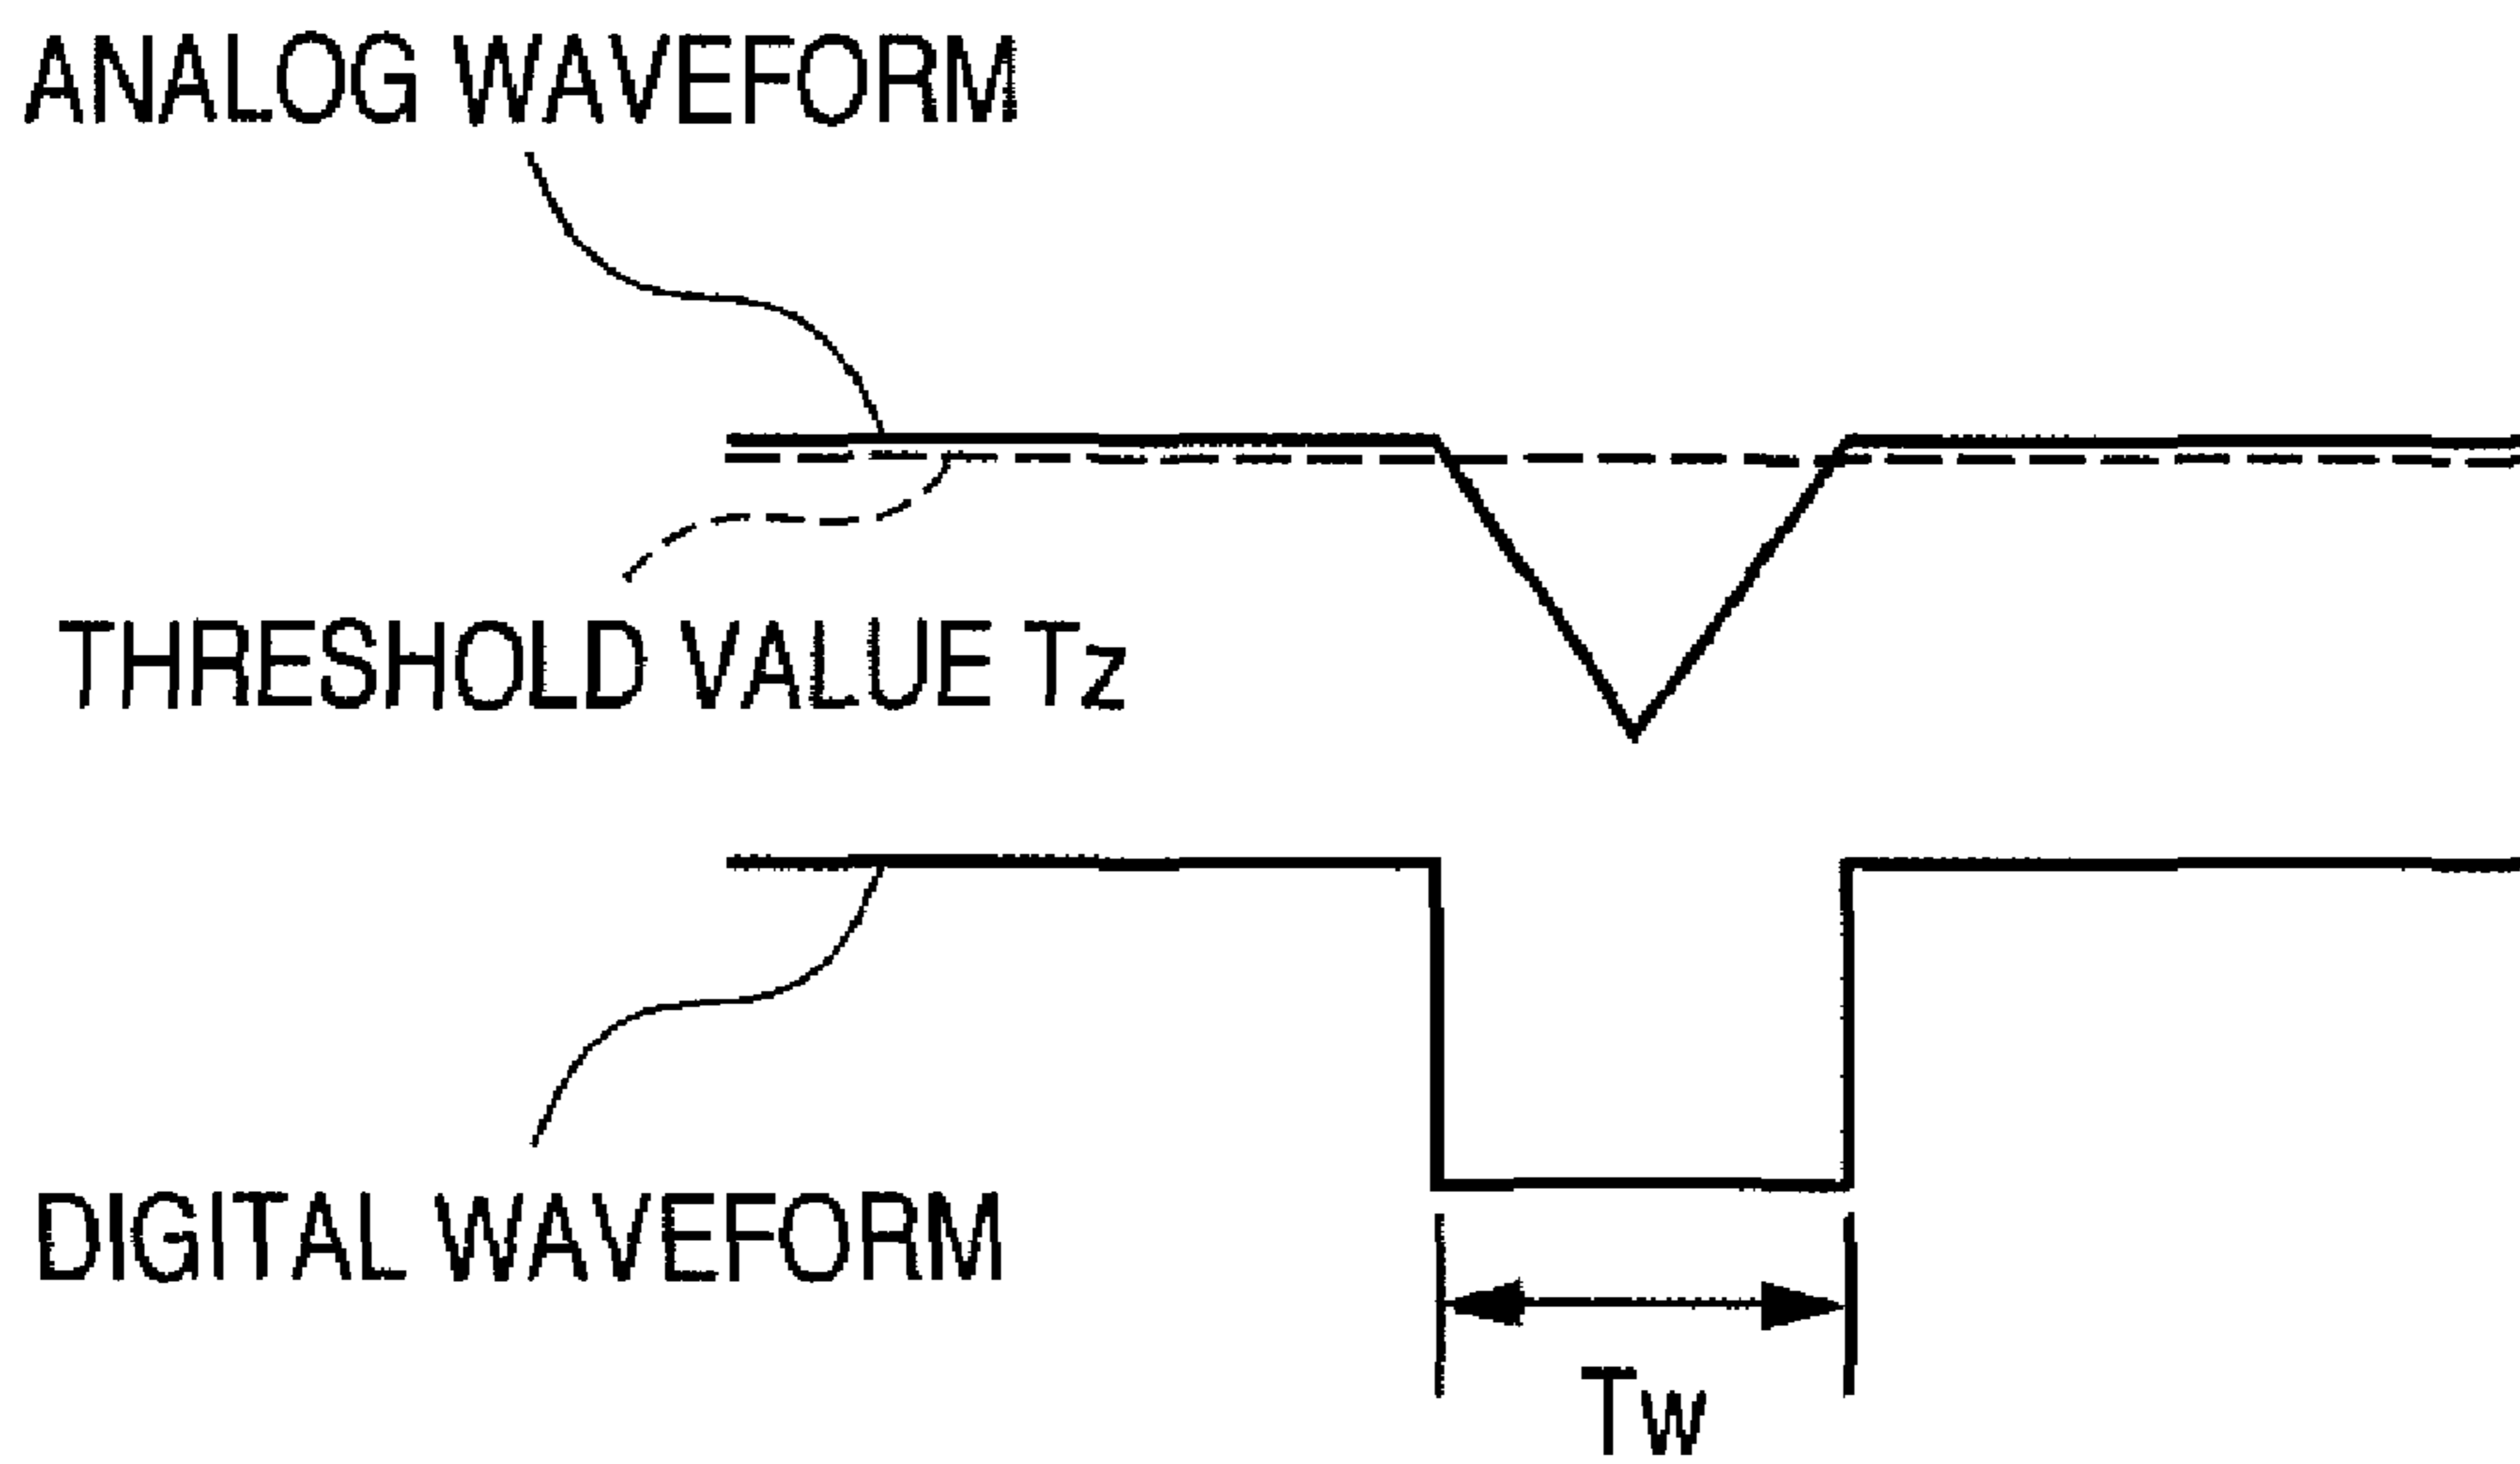 ANALOG WAVEFORM
THRESHOLD VALUE Tz
DIGITAL WAVEFORM
Tw